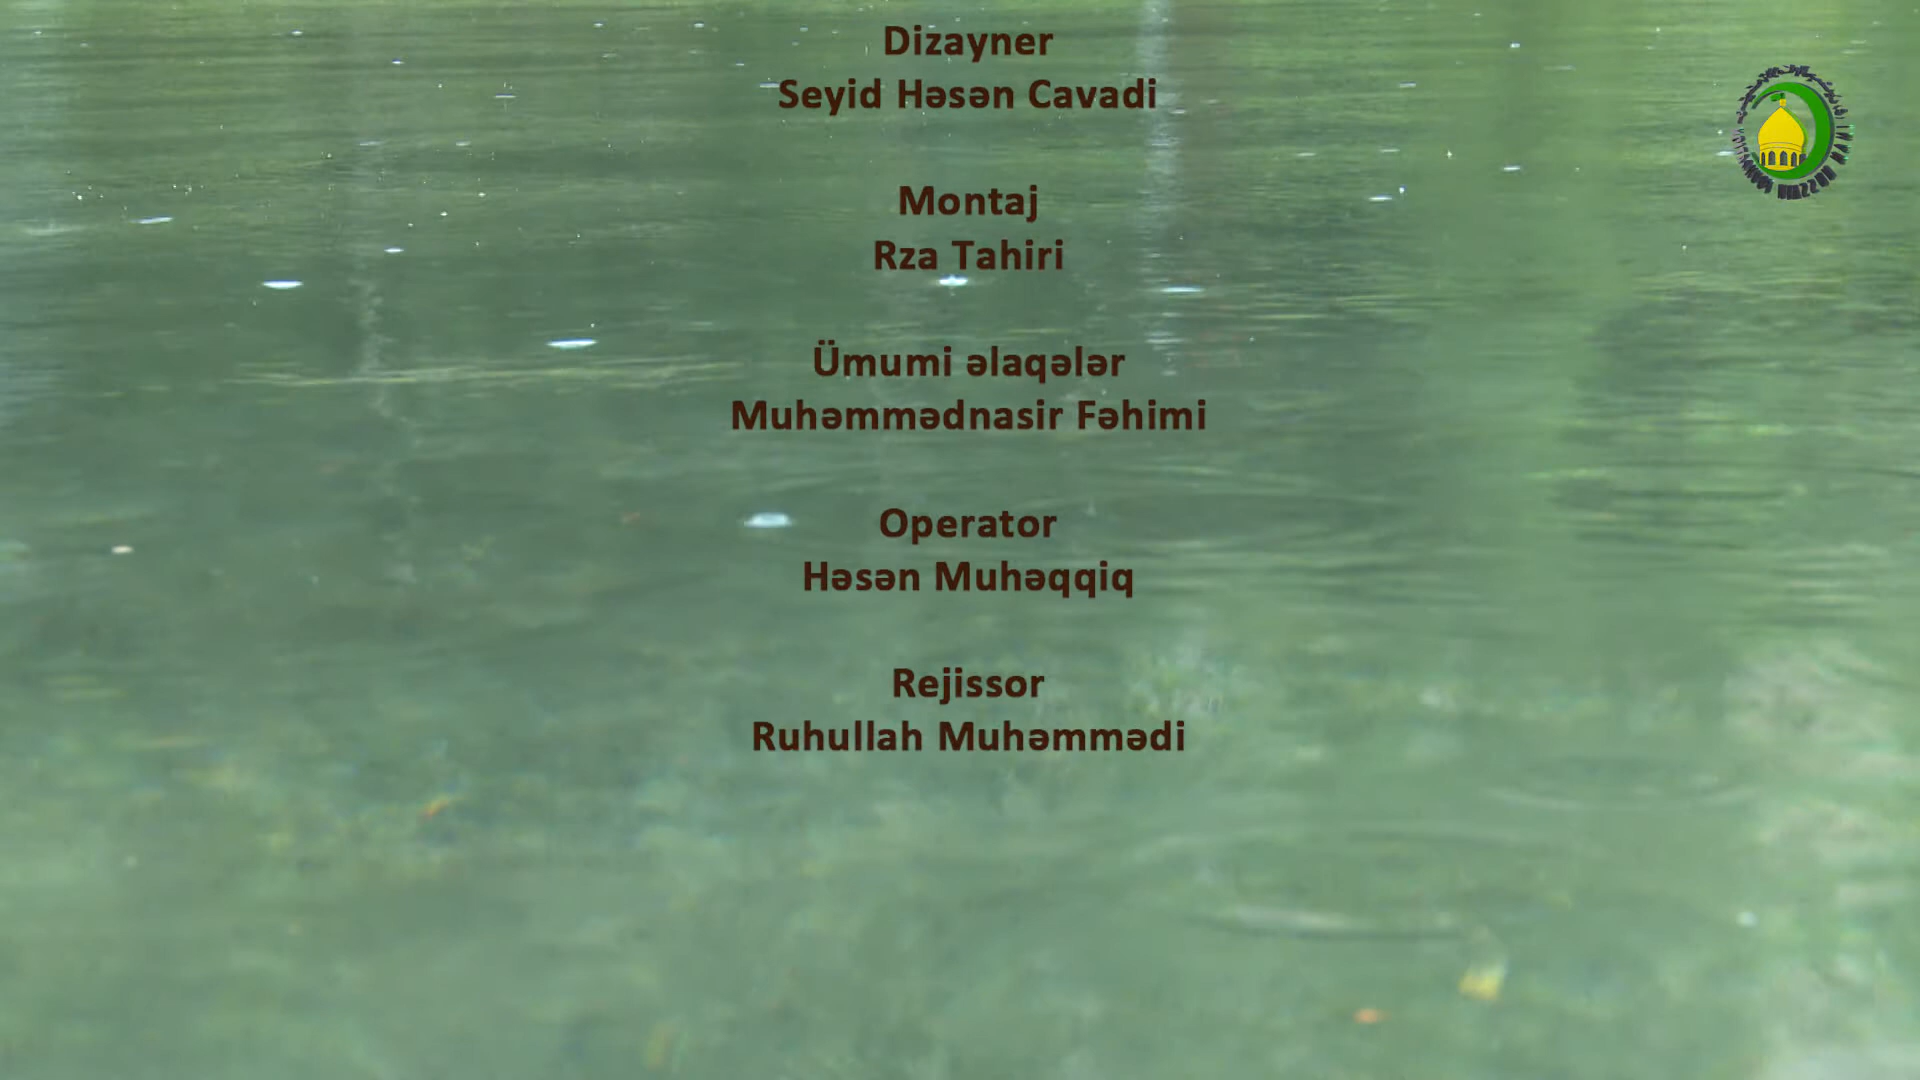 Dizayner
Seyid Həsən Cavadi
Montaj
Rza Tahiri
Ümumi əlaqələr
Muhəmmədnasir Fəhimi
Operator
Həsən Muhəqqiq
Rejissor
Ruhullah Muhəmmədi